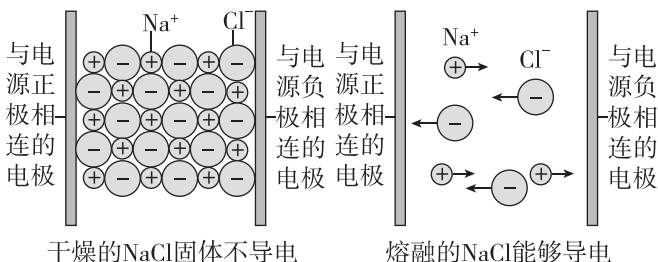 Na⁺
Cl⁻
与电
源正
极相
连的
电极
与电
源负
极相
连的
电极
干燥的NaCl固体不导电
与电
源正
极相
连的
电极
Na⁺
Cl⁻
与电
源负
极相
连的
电极
熔融的NaCl能够导电